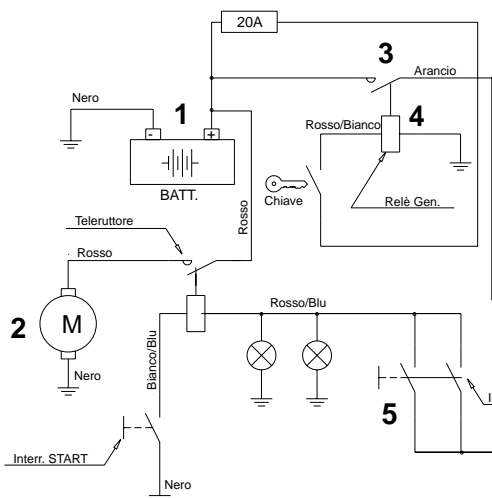 20A
3
Arancio
Nero
1
Rosso/Bianco
4
-
+
BATT.
Chiave
Relè Gen.
Rosso
Teleruttore
Rosso
Rosso/Blu
2
M
Bianco/Blu
Nero
5
Interr. START
Nero